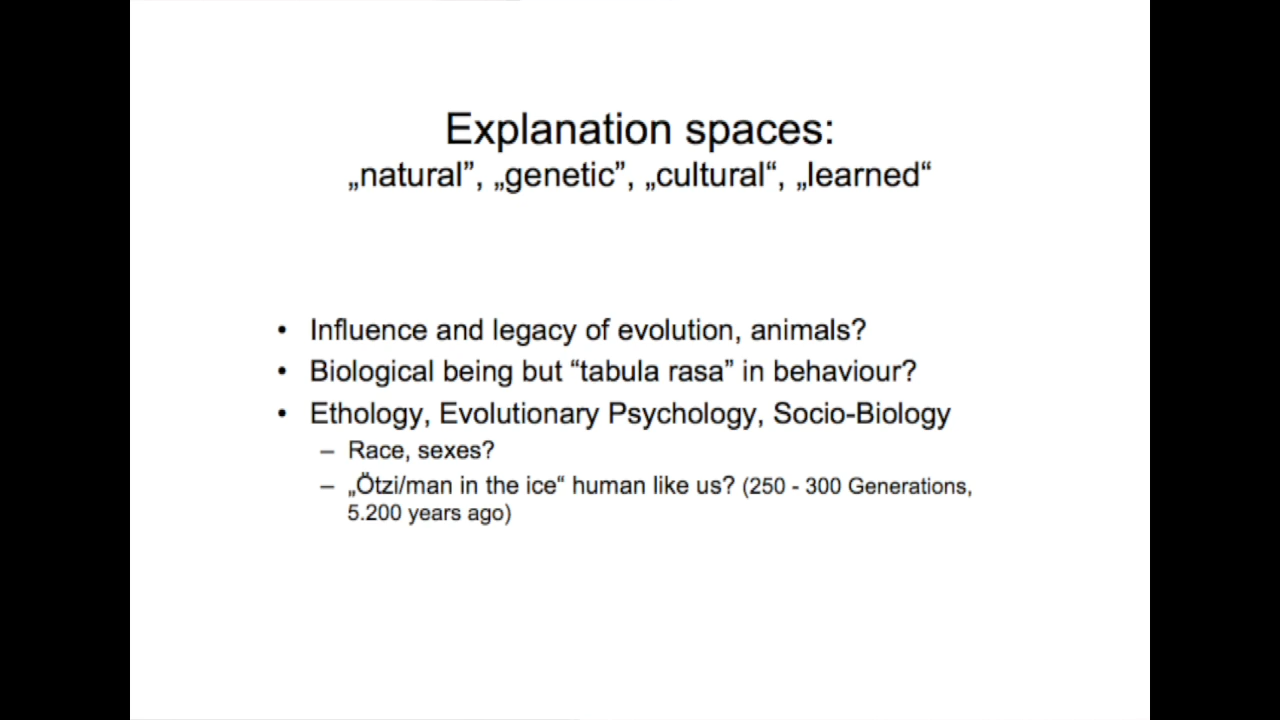 Explanation spaces:
„natural”, „genetic”, „cultural“, „learned“
• Influence and legacy of evolution, animals?
• Biological being but “tabula rasa” in behaviour?
• Ethology, Evolutionary Psychology, Socio-Biology
– Race, sexes?
– „Ötzi/man in the ice“ human like us? (250 - 300 Generations,
5.200 years ago)